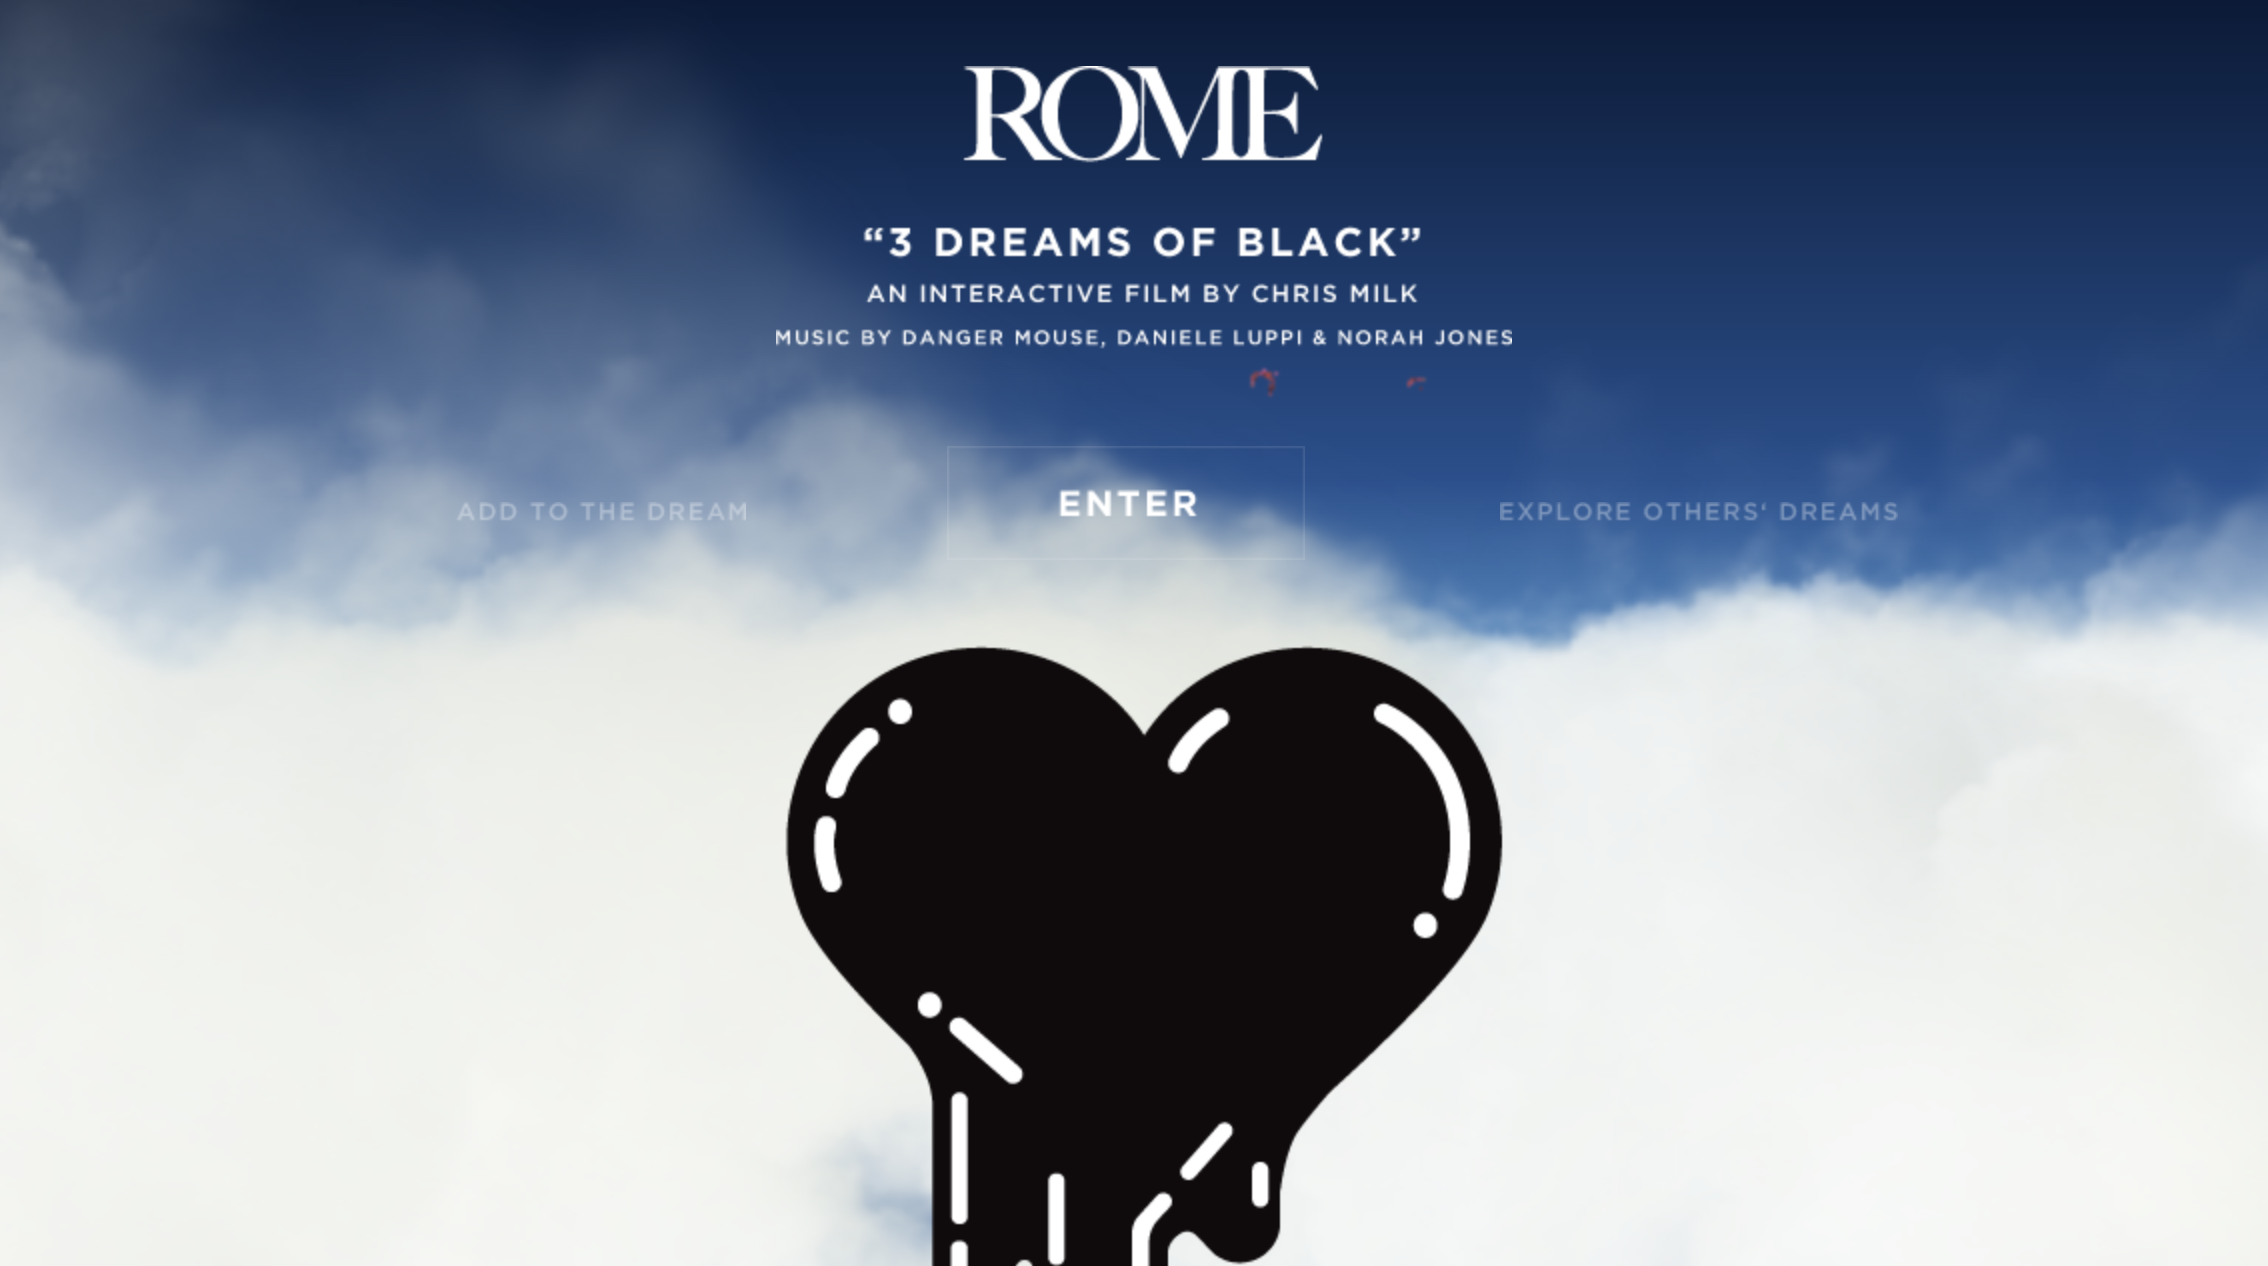 ROME
“3 DREAMS OF BLACK”
AN INTERACTIVE FILM BY CHRIS MILK
MUSIC BY DANGER MOUSE, DANIELE LUPPI & NORAH JONES
ADD TO THE DREAM
ENTER
EXPLORE OTHERS‘ DREAMS